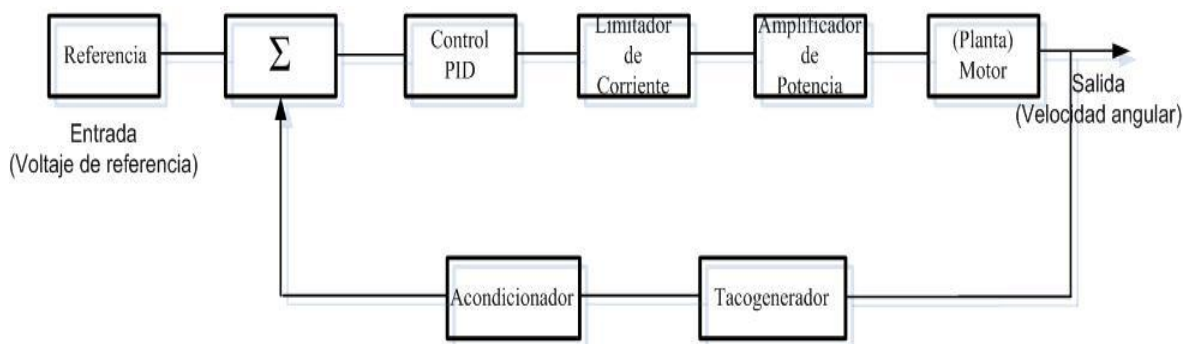 Referencia
Σ
Control
PID
Limitador
de
Corriente
Amplificador
de
Potencia
(Planta)
Motor
Salida
(Velocidad angular)
Entrada
(Voltaje de referencia)
Acondicionador
Tacogenerador